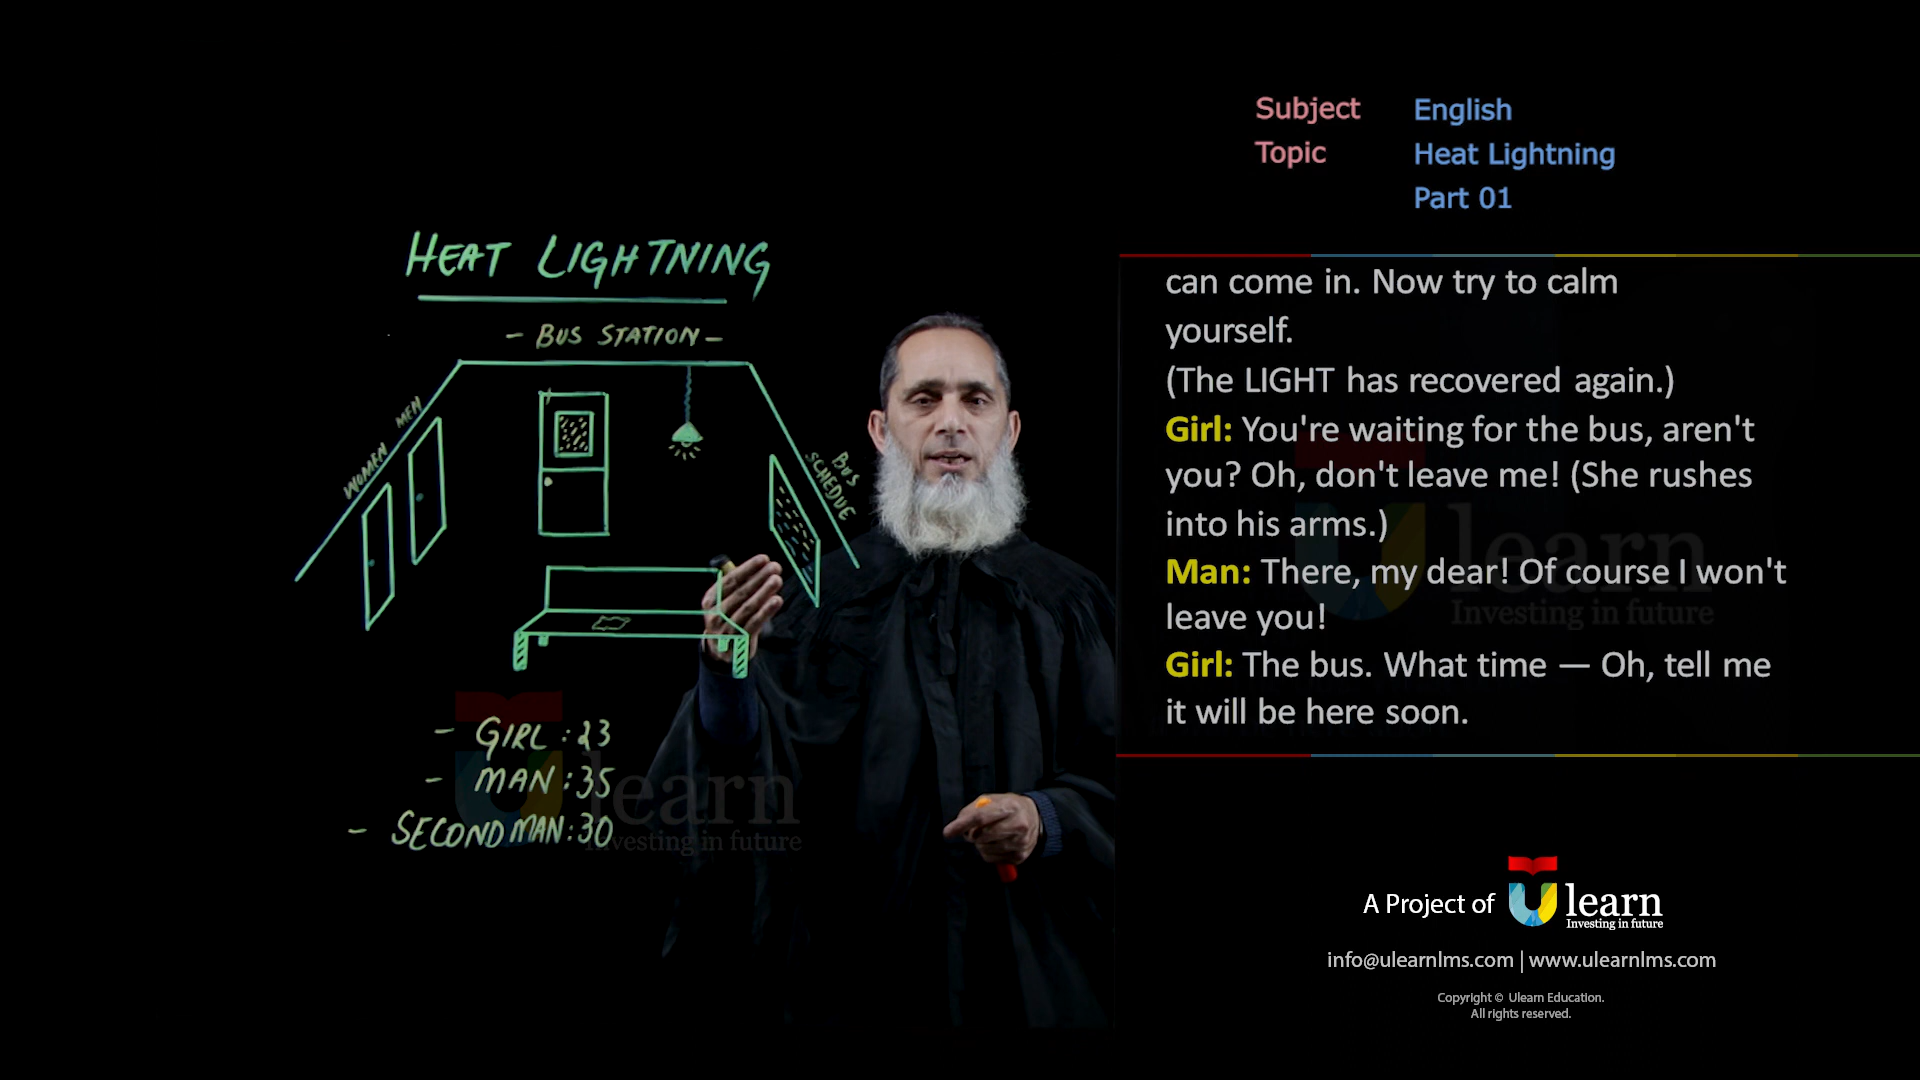 Subject English
Topic Heat Lightning
Part 01
HEAT LIGHTNING
- BUS STATION -
WOMEN
MEN
BUS
SCHEDUE
- GIRL : 23
- MAN : 35
- SECOND MAN : 30
can come in. Now try to calm
yourself.
(The LIGHT has recovered again.)
Girl: You're waiting for the bus, aren't
you? Oh, don't leave me! (She rushes
into his arms.)
Man: There, my dear! Of course I won't
leave you!
Girl: The bus. What time — Oh, tell me
it will be here soon.
learn
Investing in future
learn
Investing in future
A Project of Ulearn
Investing in future
info@ulearnlms.com | www.ulearnlms.com
Copyright © Ulearn Education.
All rights reserved.